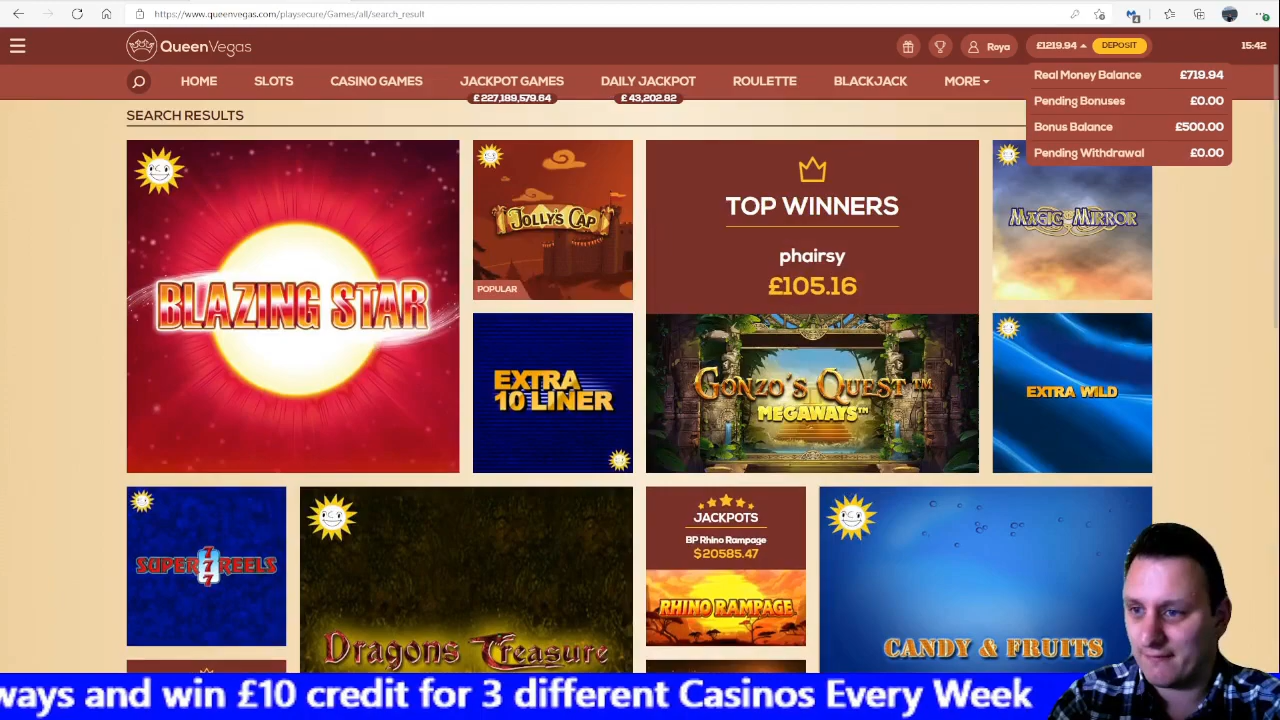 https://www.queenvegas.com/playsecure/Games/all/search_result
4
QueenVegas
Roya
£1219.94
DEPOSIT
15:42
HOME
SLOTS
CASINO GAMES
JACKPOT GAMES
DAILY JACKPOT
ROULETTE
BLACKJACK
MORE
£ 227,189,579.64
£ 43,202.82
Real Money Balance £719.94
Pending Bonuses £0.00
Bonus Balance £500.00
Pending Withdrawal £0.00
SEARCH RESULTS
BLAZING STAR
JOLLY'S CAP
POPULAR
TOP WINNERS
phairsy
£105.16
MAGIC MIRROR
EXTRA
10 LINER
GONZO'S QUEST™
MEGAWAYS™
EXTRA WILD
SUPER 777 REELS
Dragons Treasure
JACKPOTS
BP Rhino Rampage
$20585.47
RHINO RAMPAGE
CANDY & FRUITS
ways and win £10 credit for 3 different Casinos Every Week